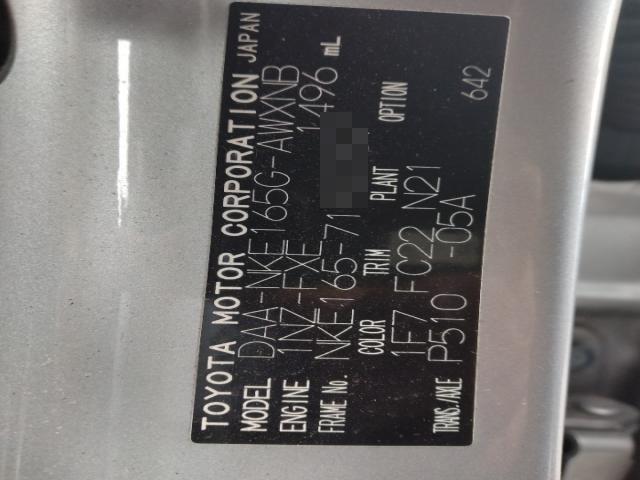 TOYOTA MOTOR CORPORATION JAPAN
MODEL DAA-NKE165G-AWXNB
ENGINE 1NZ-FXE 1496 mL
FRAME No. NKE165-71
COLOR TRIM PLANT OPTION
1F7 FC22 N21
TRANS./AXLE P510 -05A
642